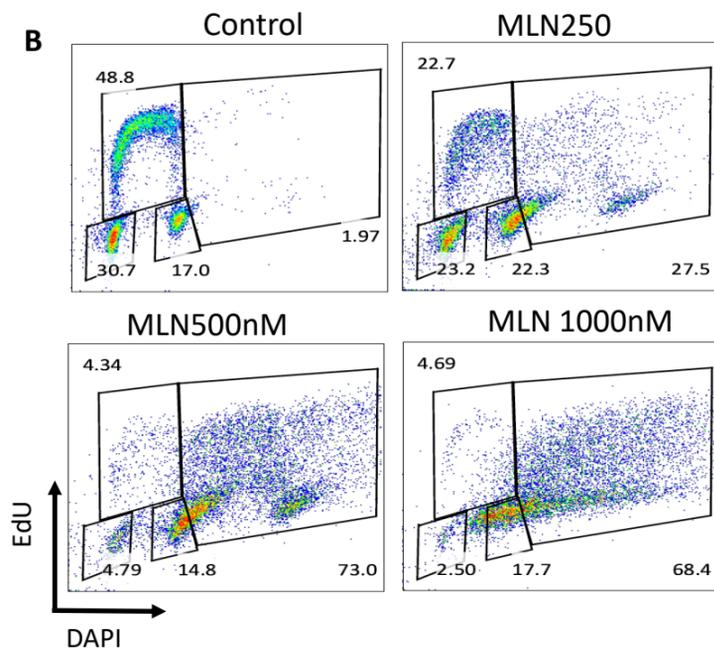 B
Control
MLN250
48.8
22.7
1.97
30.7
17.0
23.2
22.3
27.5
MLN500nM
MLN 1000nM
4.34
4.69
4.79
14.8
73.0
2.50
17.7
68.4
EdU
DAPI